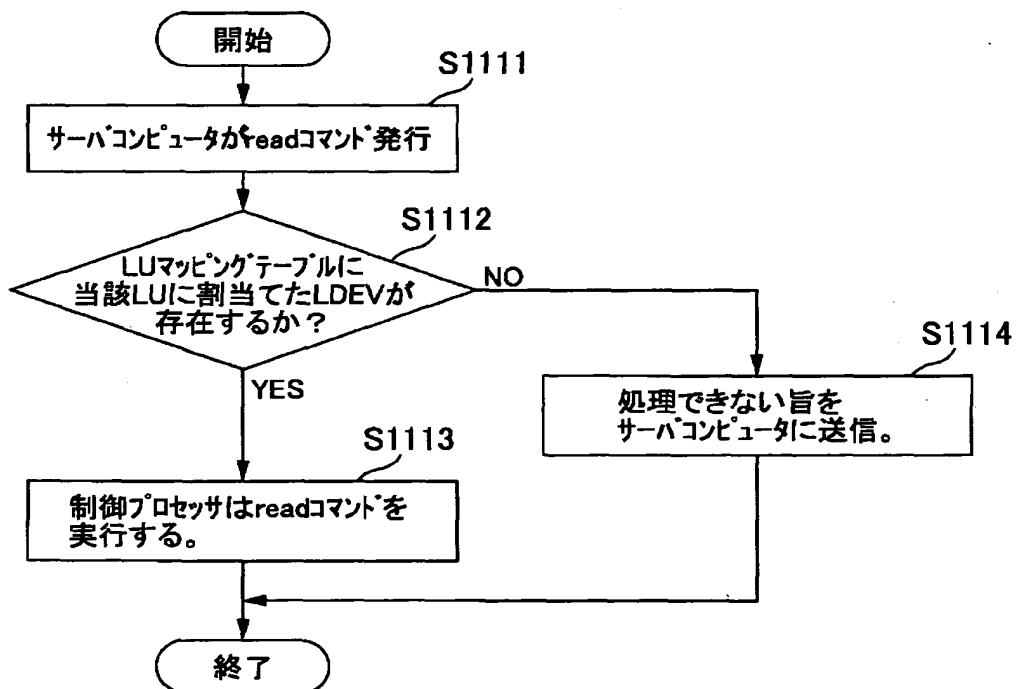 開始
S1111
サーバコンピュータがreadコマンド発行
S1112
LUマッピングテーブルに
当該LUに割当てたLDEVが
存在するか？
NO
YES
S1114
処理できない旨を
サーバコンピュータに送信。
S1113
制御プロセッサはreadコマンドを
実行する。
終了